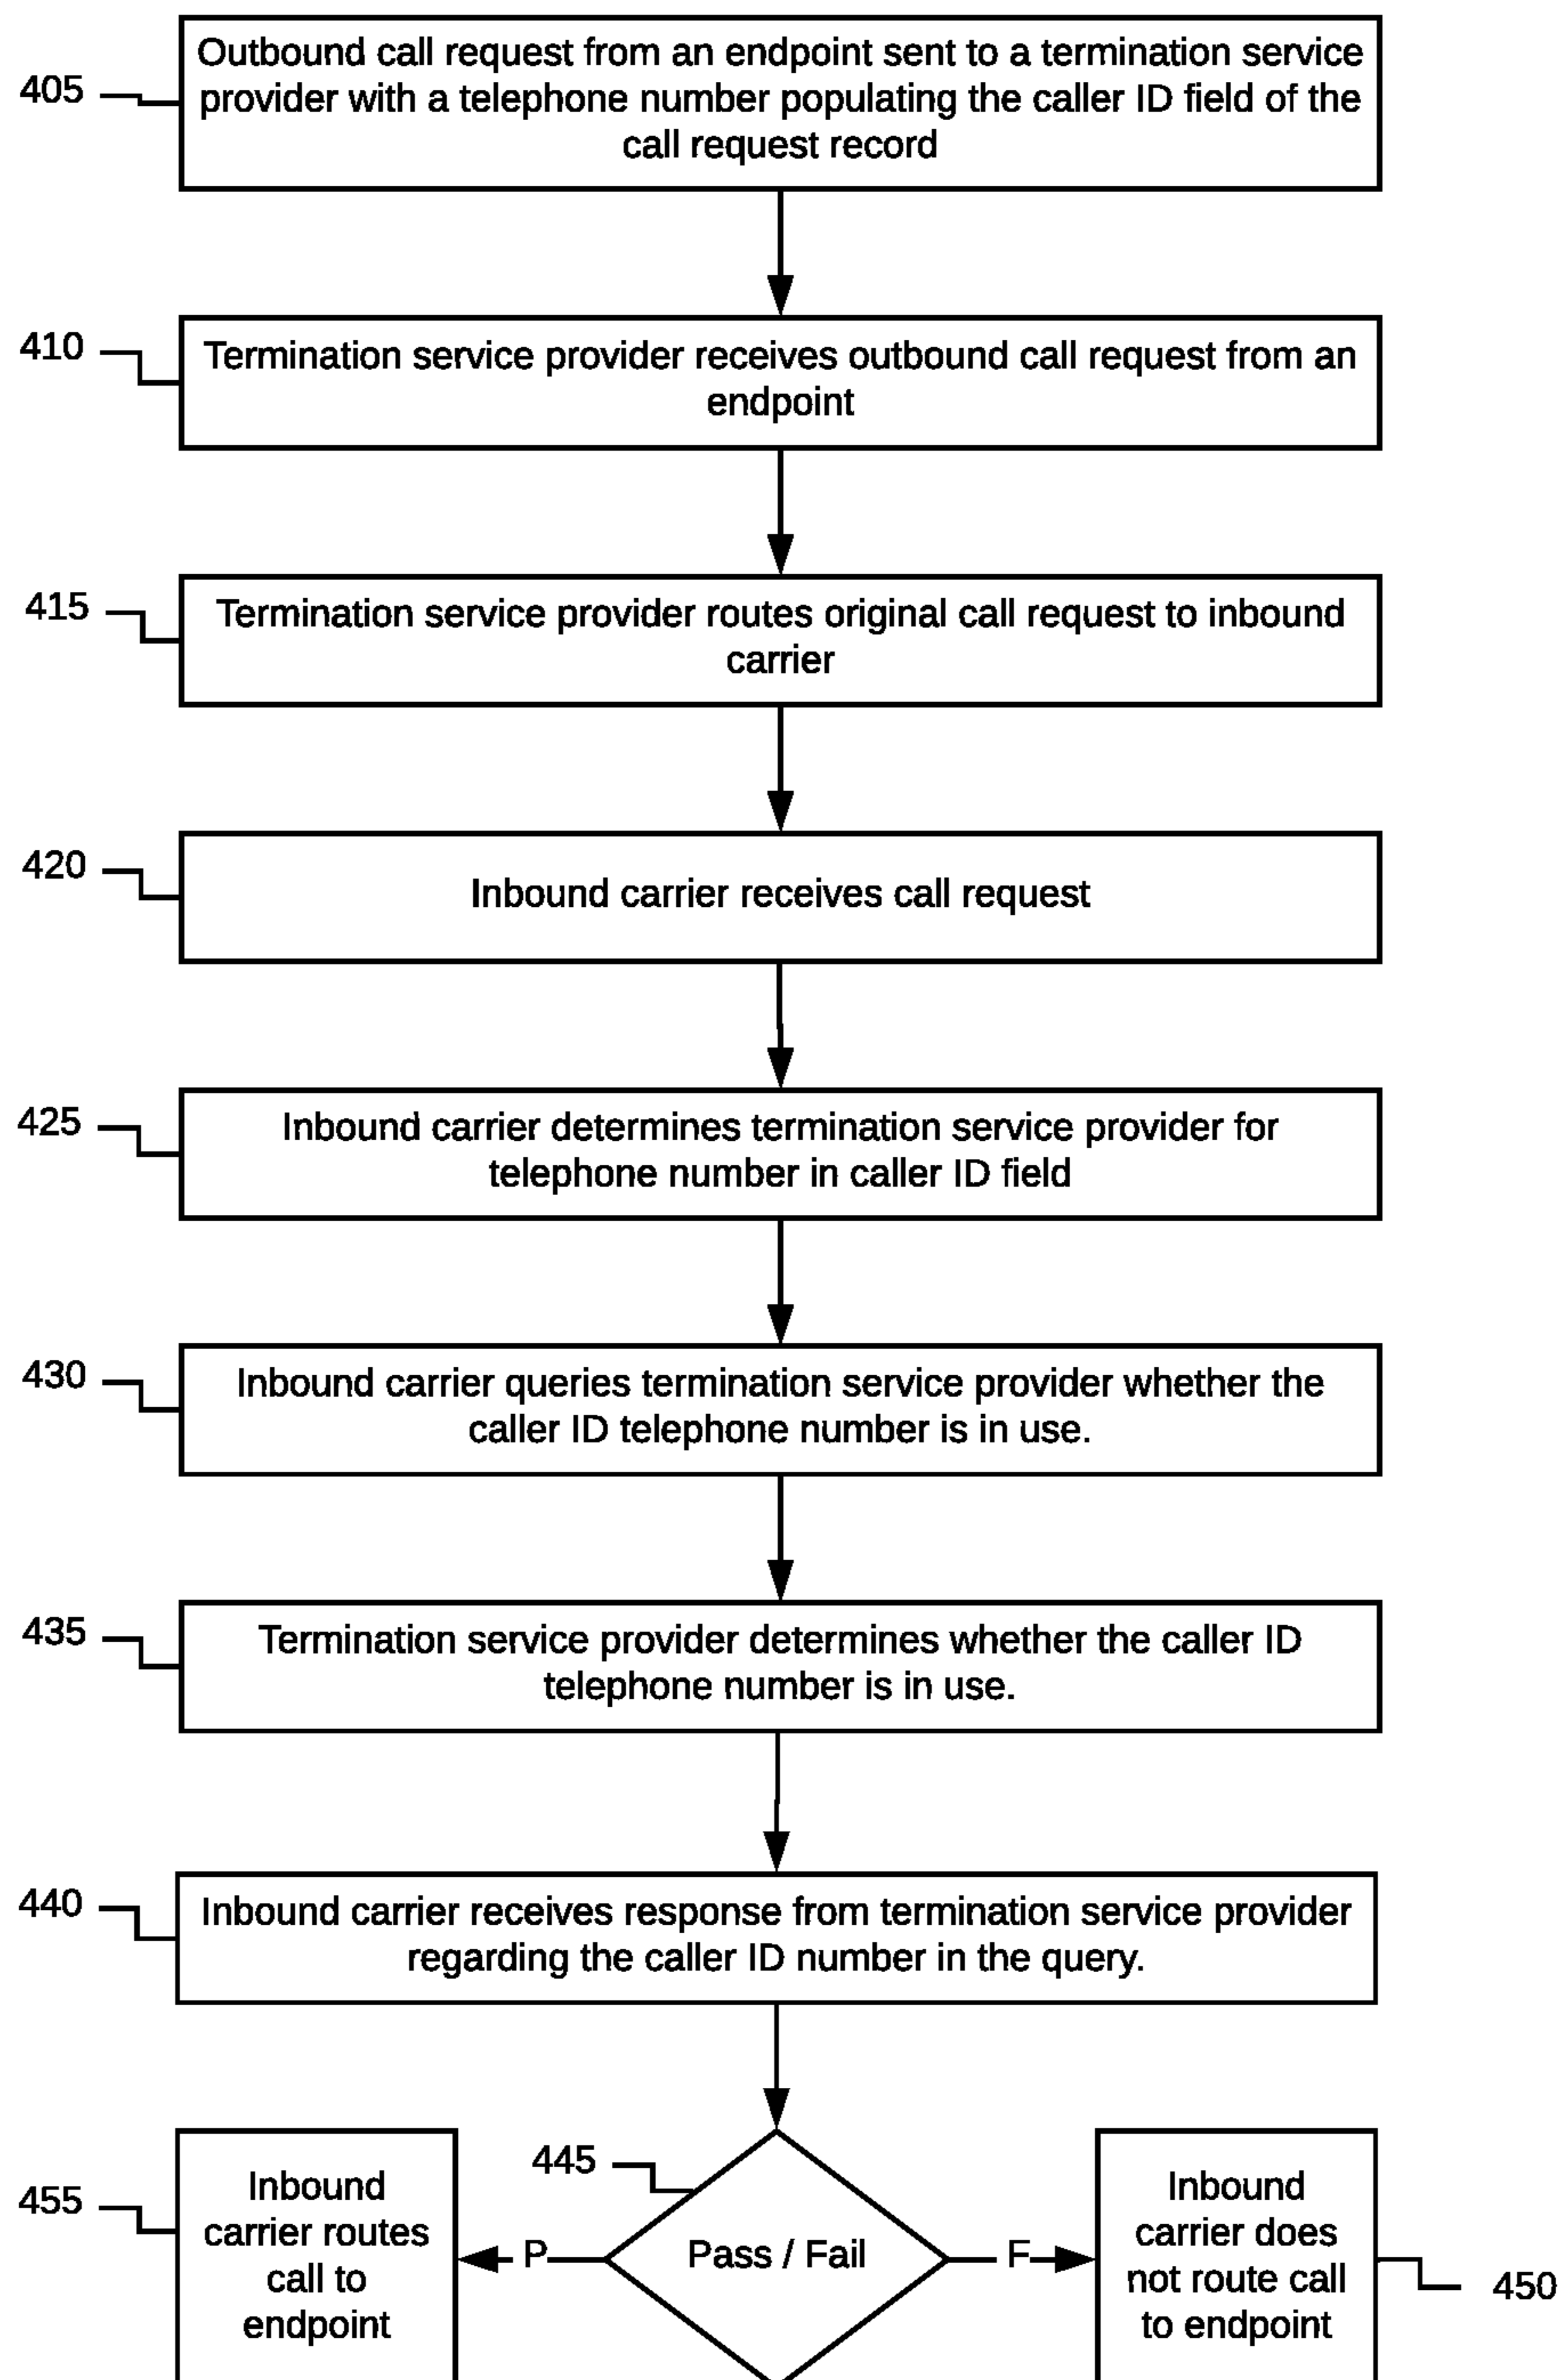 405
Outbound call request from an endpoint sent to a termination service
provider with a telephone number populating the caller ID field of the
call request record
410
Termination service provider receives outbound call request from an
endpoint
415
Termination service provider routes original call request to inbound
carrier
420
Inbound carrier receives call request
425
Inbound carrier determines termination service provider for
telephone number in caller ID field
430
Inbound carrier queries termination service provider whether the
caller ID telephone number is in use.
435
Termination service provider determines whether the caller ID
telephone number is in use.
440
Inbound carrier receives response from termination service provider
regarding the caller ID number in the query.
455
Inbound
carrier routes
call to
endpoint
P
445
Pass / Fail
F
Inbound
carrier does
not route call
to endpoint
450